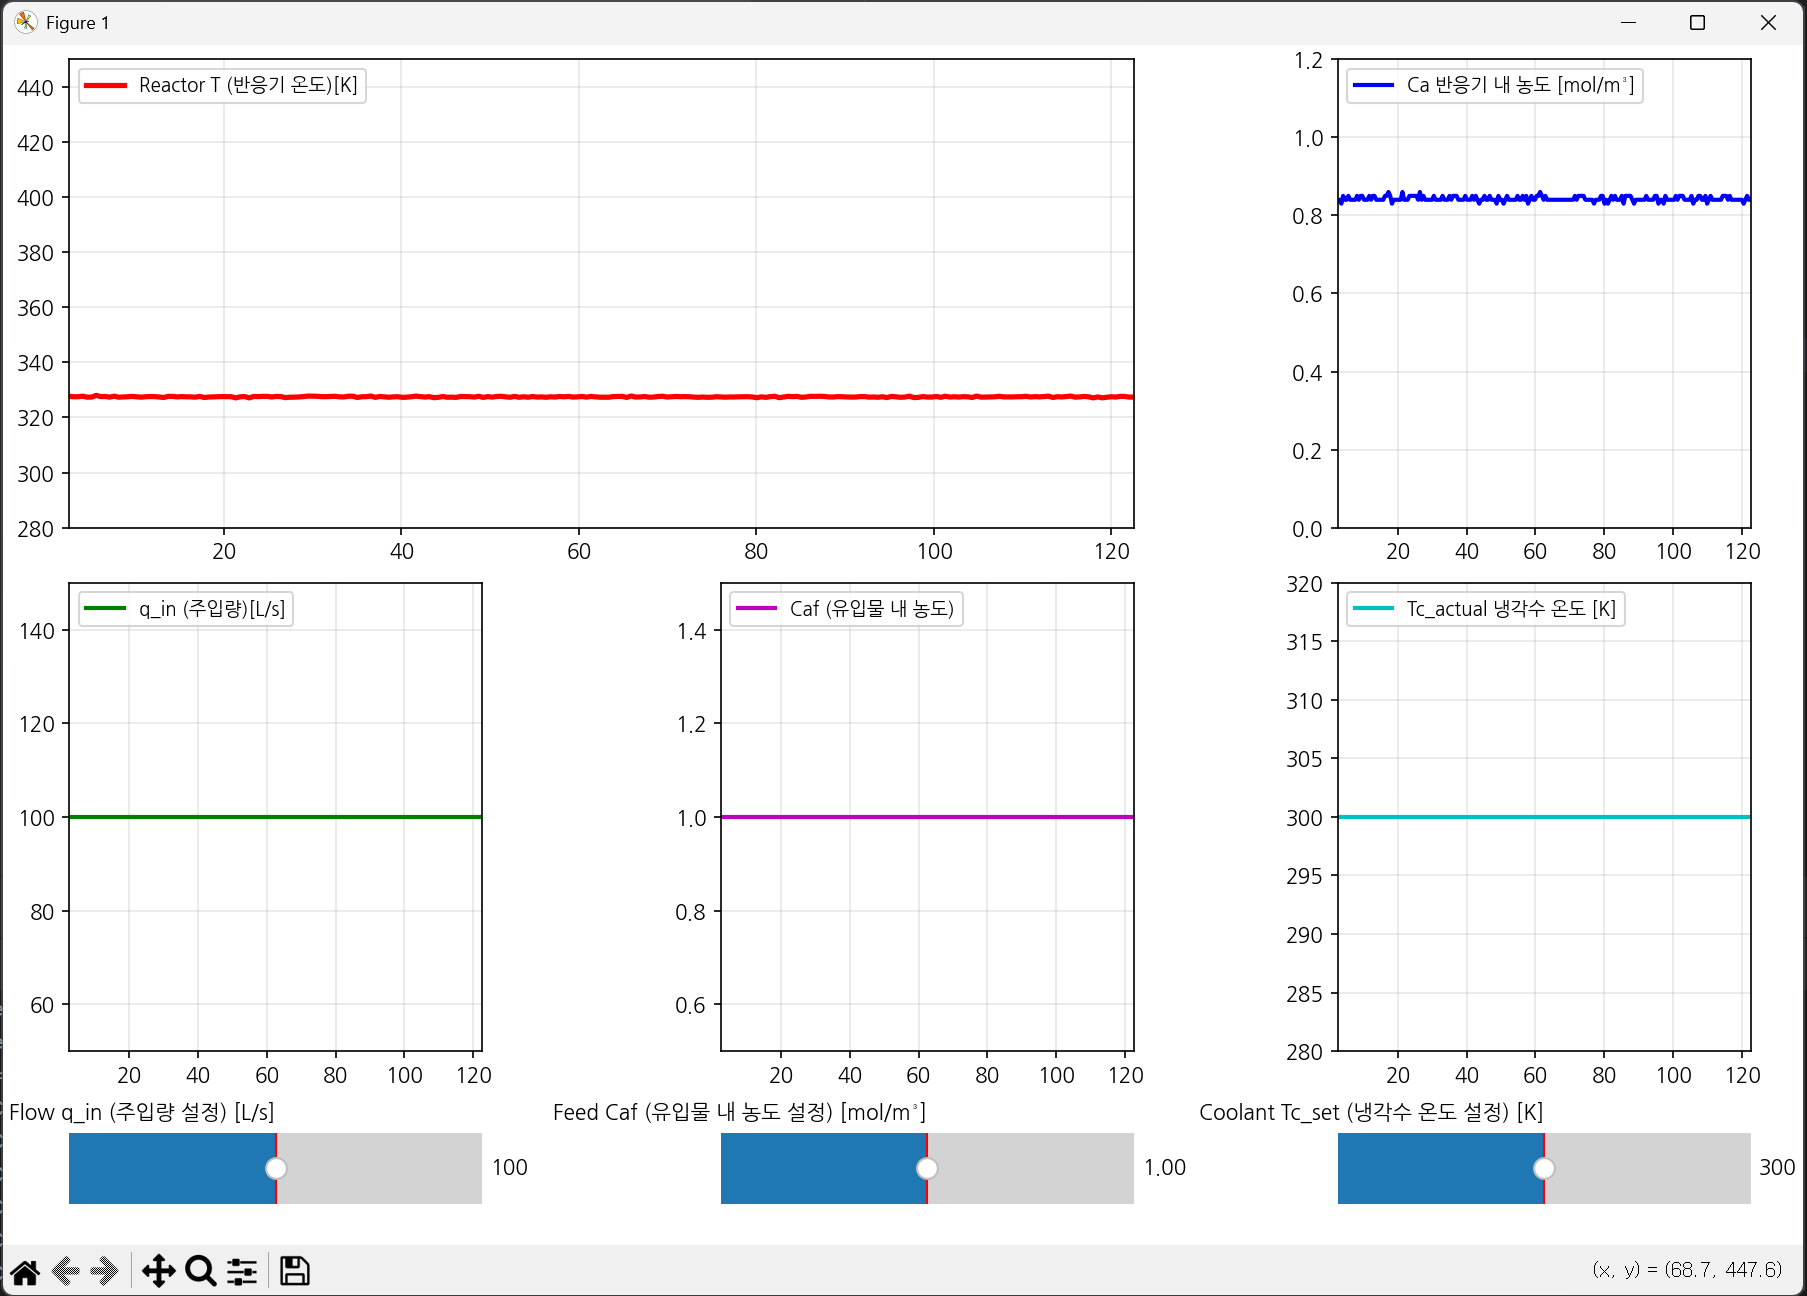 Figure 1
Reactor T (반응기 온도)[K]
440
420
400
380
360
340
320
300
280
20 40 60 80 100 120
Ca 반응기 내 농도 [mol/m³]
1.2
1.0
0.8
0.6
0.4
0.2
0.0
20 40 60 80 100 120
q_in (주입량)[L/s]
140
120
100
80
60
20 40 60 80 100 120
Caf (유입물 내 농도)
1.4
1.2
1.0
0.8
0.6
20 40 60 80 100 120
Tc_actual 냉각수 온도 [K]
320
315
310
305
300
295
290
285
280
20 40 60 80 100 120
Flow q_in (주입량 설정) [L/s]
100
Feed Caf (유입물 내 농도 설정) [mol/m³]
1.00
Coolant Tc_set (냉각수 온도 설정) [K]
300
(x, y) = (68.7, 447.6)